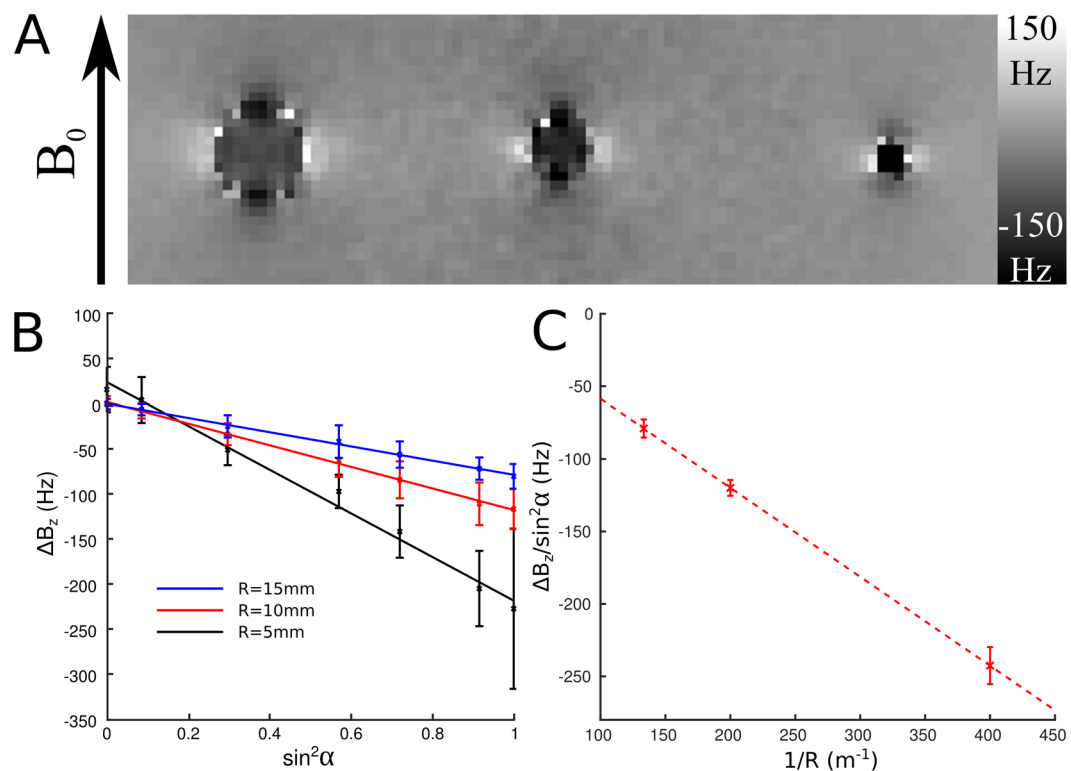 A
B₀
150
Hz
-150
Hz
B
100
50
0
-50
-100
-150
-200
-250
-300
-350
ΔB_z (Hz)
R=15mm
R=10mm
R=5mm
0
0.2
0.4
0.6
0.8
1
sin²α
C
0
-50
-100
-150
-200
-250
ΔB_z/sin²α (Hz)
100
150
200
250
300
350
400
450
1/R (m⁻¹)